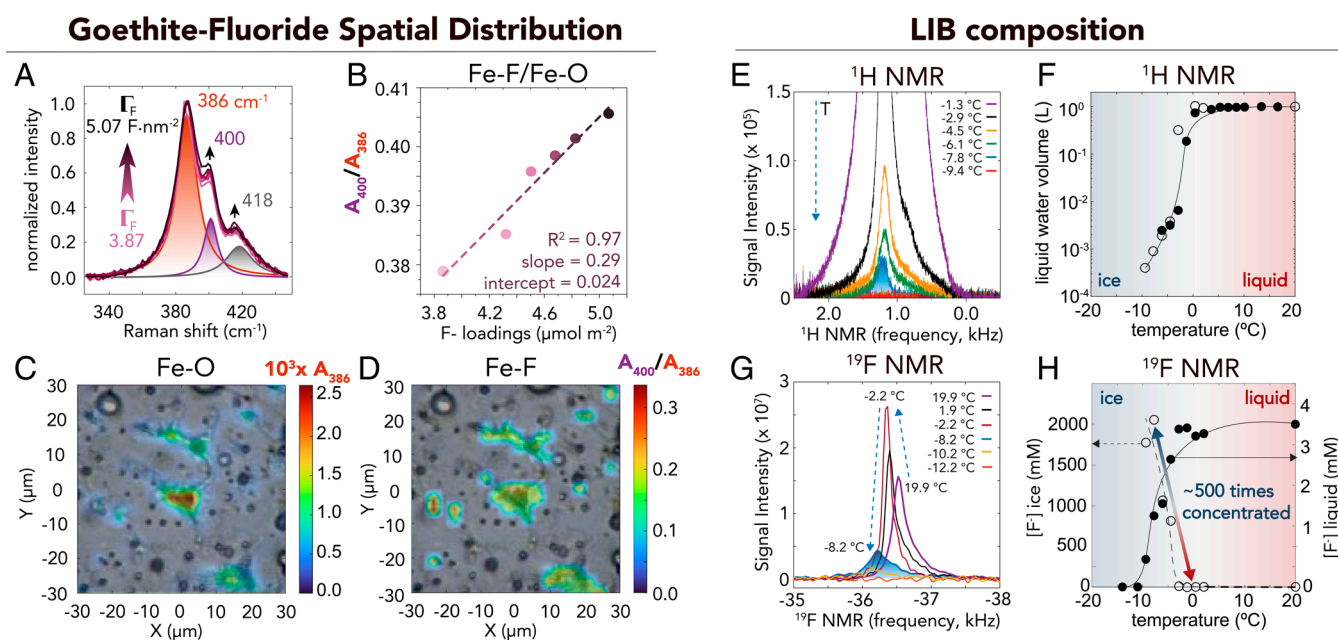 Goethite-Fluoride Spatial Distribution
LIB composition
A
normalized intensity
1.0
0.8
0.6
0.4
0.2
0.0
ΓF
5.07 F·nm-2
ΓF
3.87
386 cm-1
400
418
340
380
420
Raman shift (cm-1)
B
Fe-F/Fe-O
A400/A386
0.41
0.40
0.39
0.38
R2 = 0.97
slope = 0.29
intercept = 0.024
3.8
4.2
4.6
5.0
F- loadings (µmol m-2)
E
1H NMR
Signal Intensity (x 105)
1.5
1.0
0.5
0
T
-1.3 °C
-2.9 °C
-4.5 °C
-6.1 °C
-7.8 °C
-9.4 °C
2.0
1.0
0.0
1H NMR (frequency, kHz)
F
1H NMR
liquid water volume (L)
100
10-1
10-2
10-3
10-4
ice
liquid
-20
-10
0
10
20
temperature (ºC)
C
Fe-O
103x A386
Y (µm)
30
20
10
0
-10
-20
-30
-30
-20
-10
0
10
20
30
X (µm)
2.5
2.0
1.5
1.0
0.5
0.0
D
Fe-F
A400/A386
Y (µm)
30
20
10
0
-10
-20
-30
-30
-20
-10
0
10
20
30
X (µm)
0.3
0.2
0.1
0.0
G
19F NMR
Signal Intensity (x 107)
3
2
1
0
-2.2 °C
19.9 °C
-8.2 °C
19.9 °C
1.9 °C
-2.2 °C
-8.2 °C
-10.2 °C
-12.2 °C
-35
-36
-37
-38
19F NMR (frequency, kHz)
H
19F NMR
[F-] ice (mM)
2000
1500
1000
500
0
ice
liquid
~500 times
concentrated
4
3
2
1
0
[F-] liquid (mM)
-20
-10
0
10
20
temperature (°C)